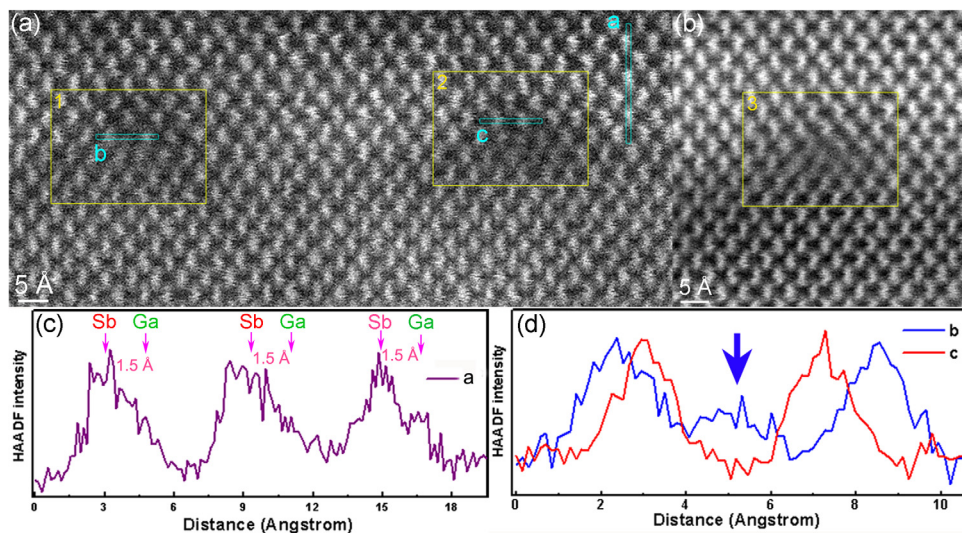 (a)
1
b
2
c
a
5 Å
(b)
3
5 Å
(c)
Sb Ga Sb Ga Sb Ga
1.5 Å 1.5 Å 1.5 Å
a
HAADF intensity
0 3 6 9 12 15 18
Distance (Angstrom)
(d)
b
c
HAADF intensity
0 2 4 6 8 10
Distance (Angstrom)